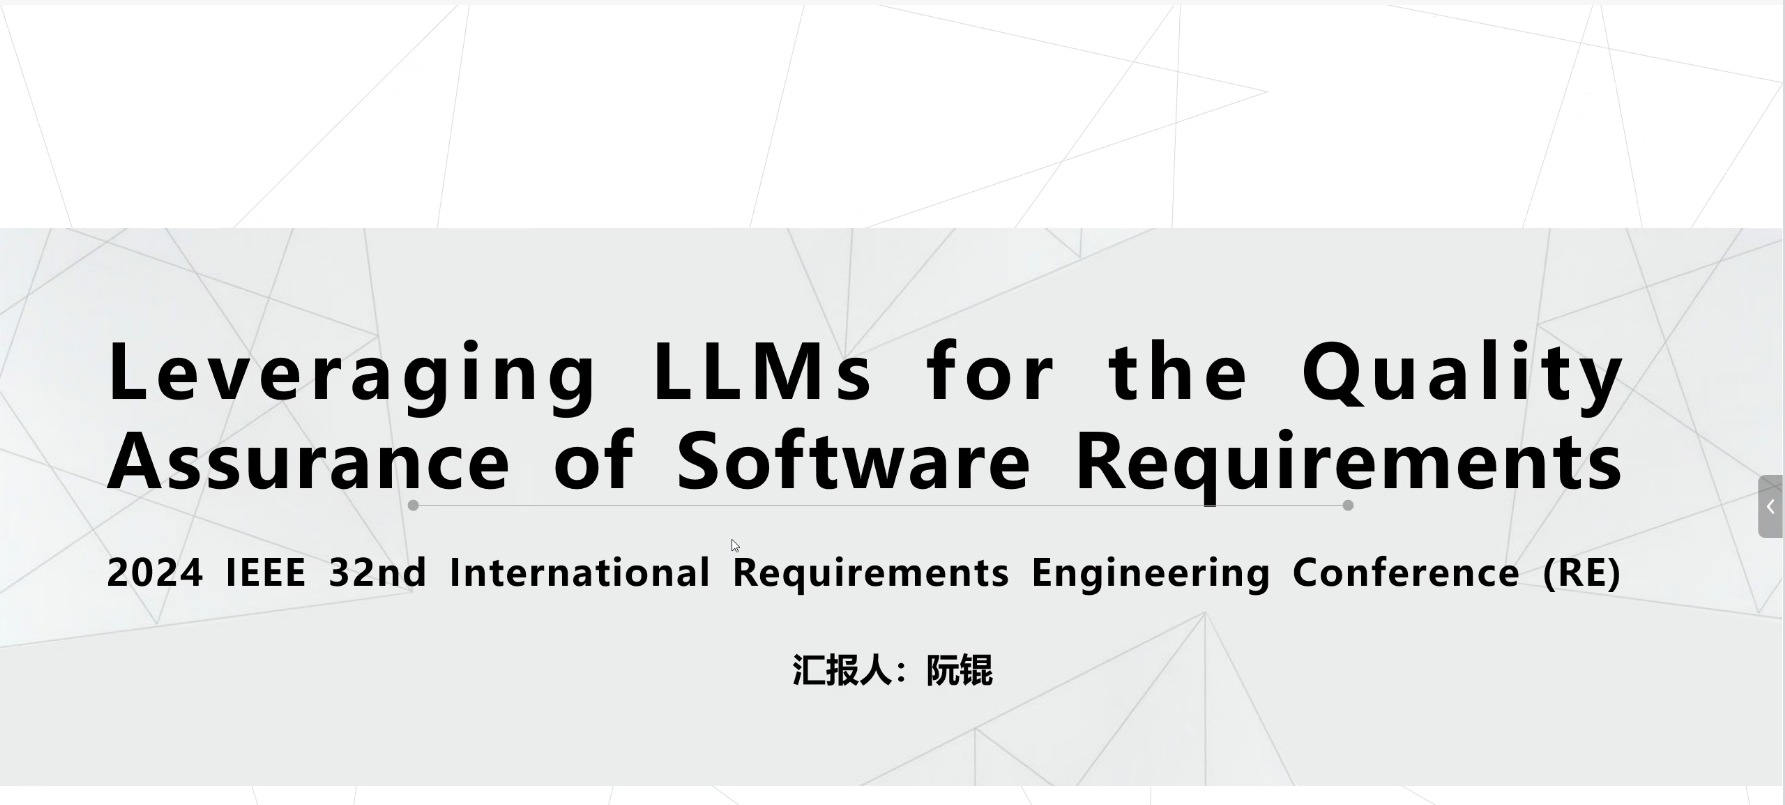 Leveraging LLMs for the Quality
Assurance of Software Requirements
2024 IEEE 32nd International Requirements Engineering Conference (RE)
汇报人：阮锟